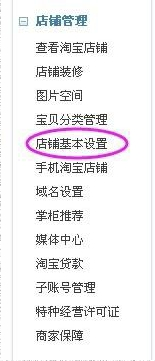 店铺管理
查看淘宝店铺
店铺装修
图片空间
宝贝分类管理
店铺基本设置
手机淘宝店铺
域名设置
掌柜推荐
媒体中心
淘宝贷款
子账号管理
特种经营许可证
商家保障